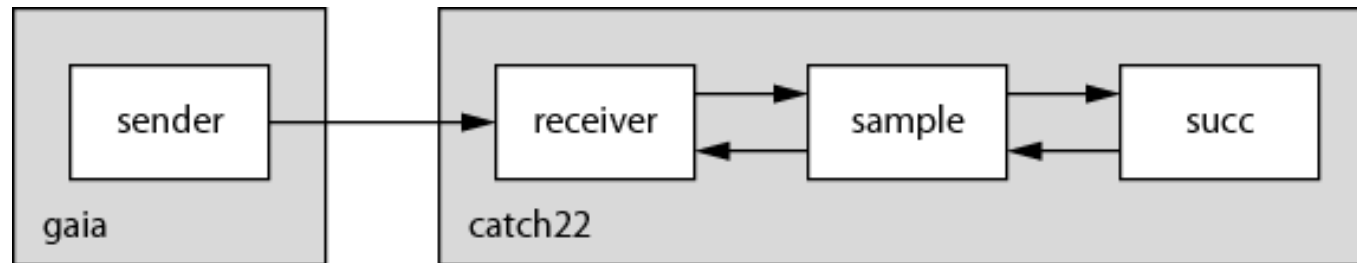 sender
receiver
sample
succ
gaia
catch22